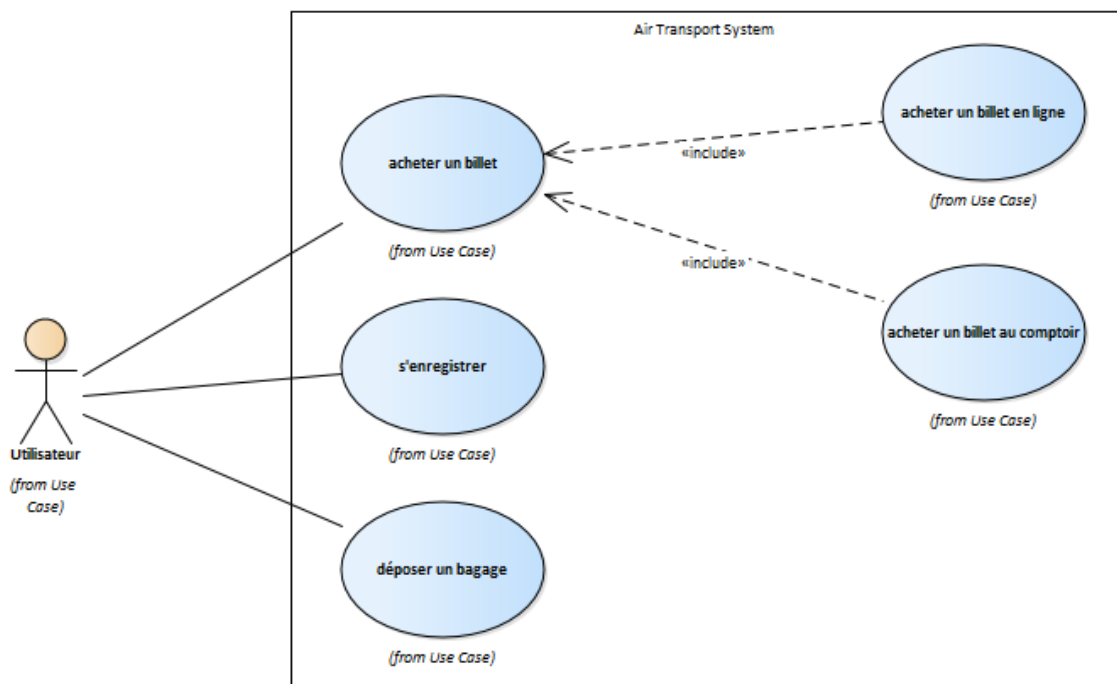 Air Transport System
acheter un billet
(from Use Case)
acheter un billet en ligne
(from Use Case)
«include»
«include»
acheter un billet au comptoir
(from Use Case)
s'enregistrer
(from Use Case)
Utilisateur
(from Use
Case)
déposer un bagage
(from Use Case)